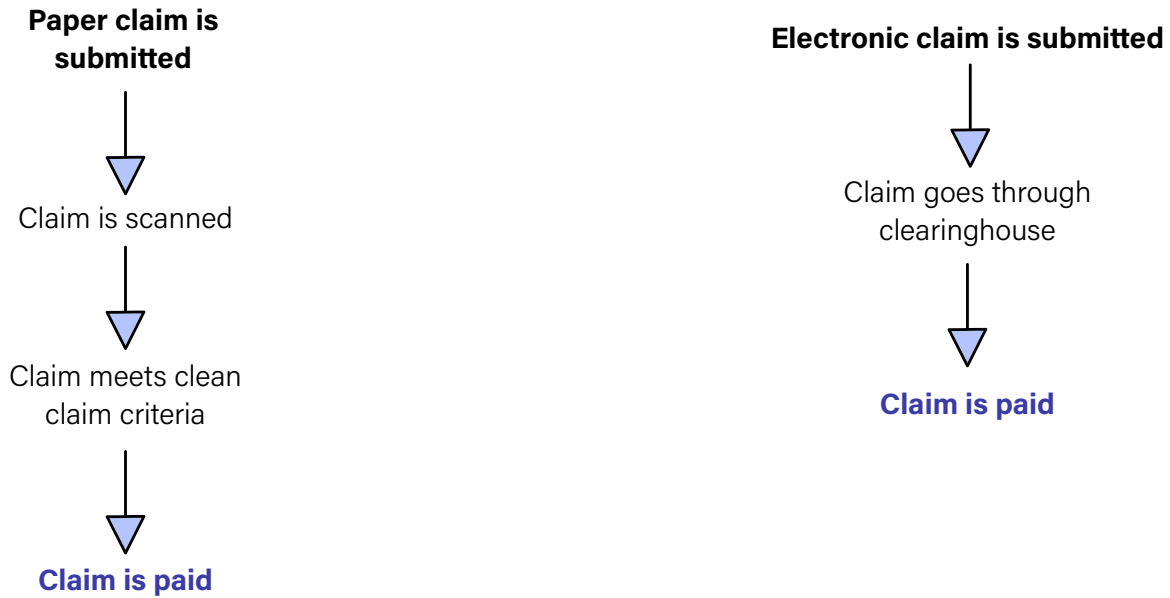 Paper claim is
submitted
Claim is scanned
Claim meets clean
claim criteria
Claim is paid
Electronic claim is submitted
Claim goes through
clearinghouse
Claim is paid